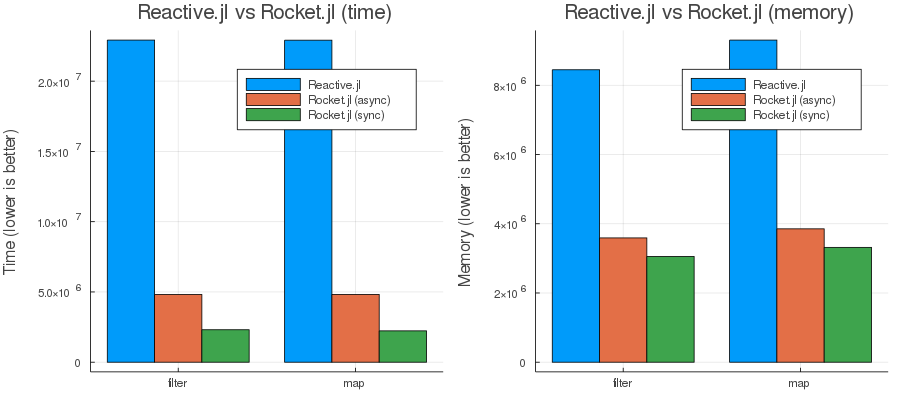 Reactive.jl vs Rocket.jl (time)
Time (lower is better)
2.0×10⁷
1.5×10⁷
1.0×10⁷
5.0×10⁶
0
filter
map
Reactive.jl
Rocket.jl (async)
Rocket.jl (sync)
Reactive.jl vs Rocket.jl (memory)
Memory (lower is better)
8×10⁶
6×10⁶
4×10⁶
2×10⁶
0
filter
map
Reactive.jl
Rocket.jl (async)
Rocket.jl (sync)